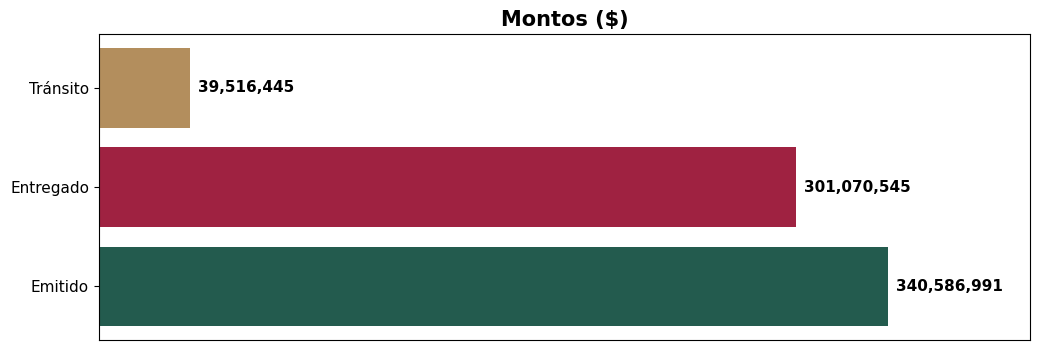 Montos ($)
Tránsito 39,516,445
Entregado 301,070,545
Emitido 340,586,991